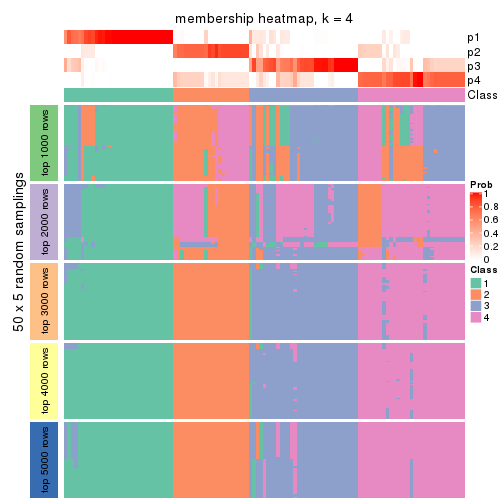 membership heatmap, k = 4
p1
p2
p3
p4
Class
50 x 5 random samplings
top 1000 rows
top 2000 rows
top 3000 rows
top 4000 rows
top 5000 rows
Prob
1
0.8
0.6
0.4
0.2
0
Class
1
2
3
4